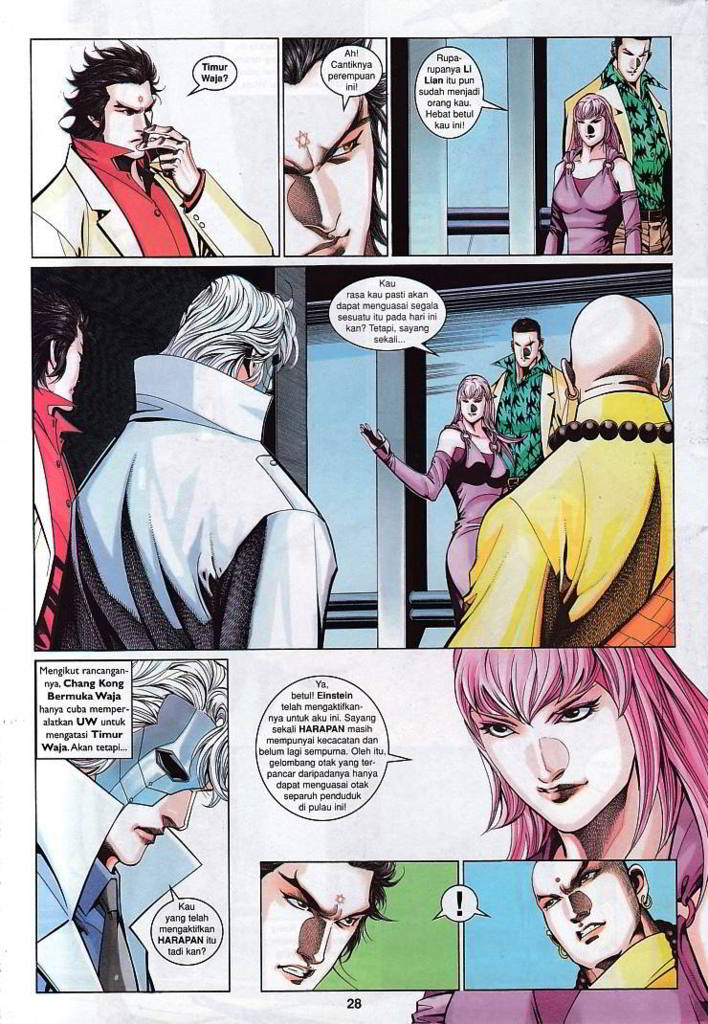 Timur
Waja?
Ah!
Cantiknya
perempuan
ini!
Rupa-
rupanya Li
Lian itu pun
sudah menjadi
orang kau.
Hebat betul
kau ini!
Kau
rasa kau pasti akan
dapat menguasai segala
sesuatu itu pada hari ini
kan? Tetapi, sayang
sekali...
Mengikut rancangan-
nya, Chang Kong
Bermuka Waja
hanya cuba memper-
alatkan UW untuk
mengatasi Timur
Waja. Akan tetapi...
Kau
yang telah
mengaktifkan
HARAPAN itu
tadi kan?
Ya,
betul! Einstein
telah mengaktifkan-
nya untuk aku ini. Sayang
sekali HARAPAN masih
mempunyai kecacatan dan
belum lagi sempurna. Oleh itu,
gelombang otak yang ter-
pancar daripadanya hanya
dapat menguasai otak
separuh penduduk
di pulau ini!
!
28